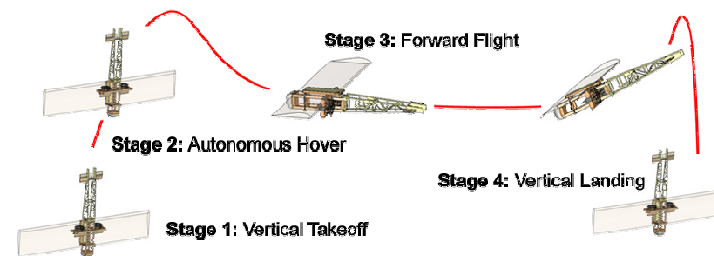 Stage 3: Forward Flight
Stage 2: Autonomous Hover
Stage 4: Vertical Landing
Stage 1: Vertical Takeoff